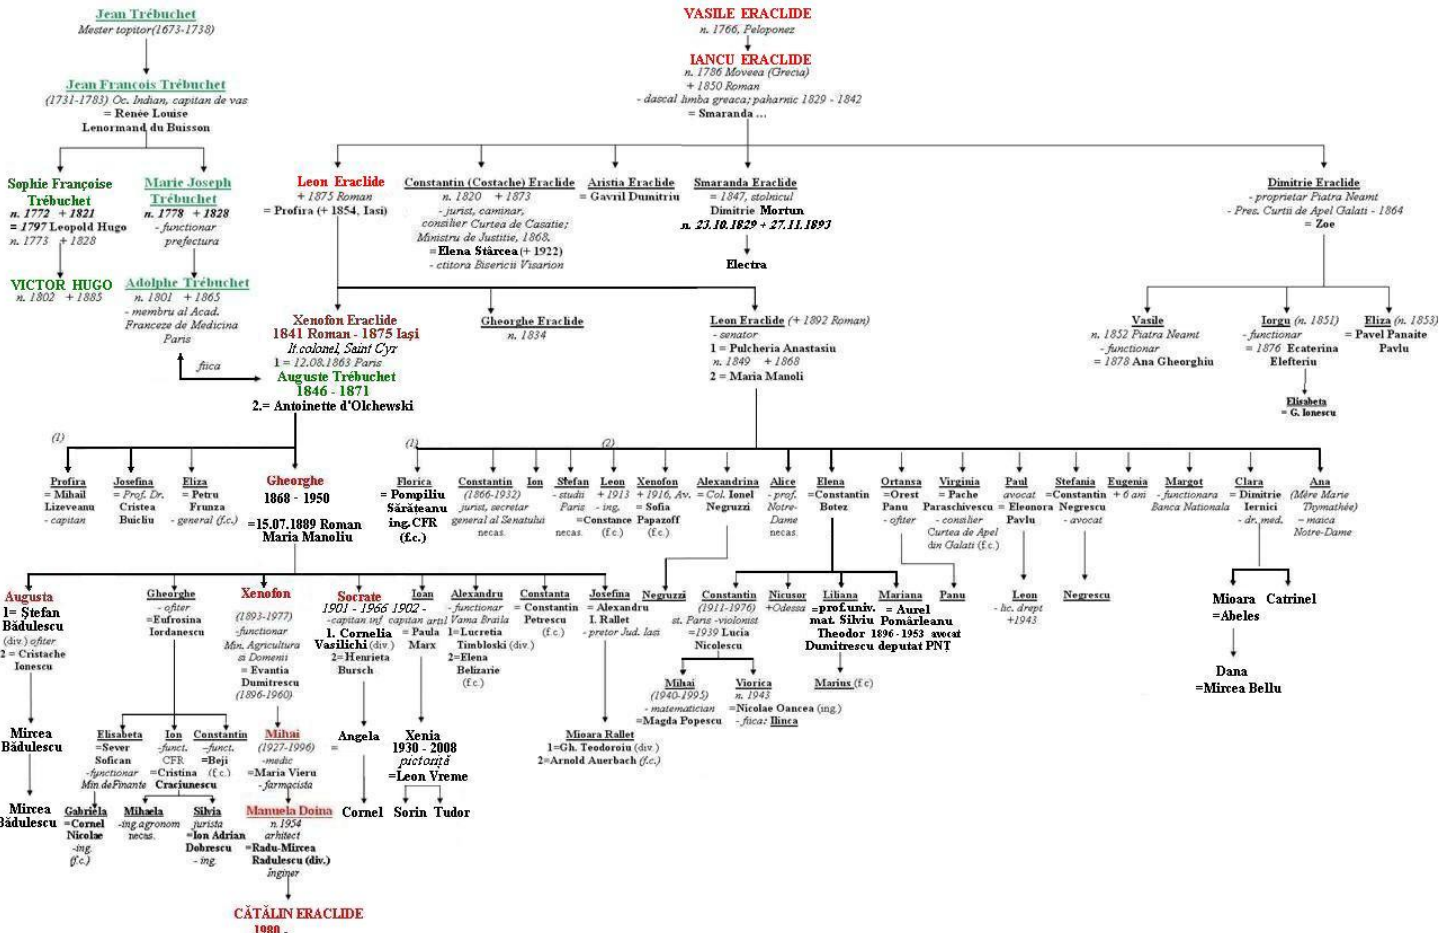 Jean Trébuchet
Mester topitor(1673-1738)
Jean François Trébuchet
(1731-1783) Oc. Indian, capitan de vas
= Renée Louise
Lenormand du Buisson
Sophie Françoise
Trébuchet
n. 1772 + 1821
= 1797 Leopold Hugo
n. 1773 + 1828
VICTOR HUGO
n. 1802 + 1885
Marie Joseph
Trébuchet
n. 1778 + 1828
- functionar
prefectura
Adolphe Trébuchet
n. 1801 + 1865
- membru al Acad.
Franceze de Medicina
Paris
fiica
VASILE ERACLIDE
n. 1766, Peloponez
IANCU ERACLIDE
n. 1786 Moveea (Grecia)
+ 1850 Roman
- dascal limba greaca; paharnic 1829 - 1842
= Smaranda ...
Leon Eraclide
+ 1875 Roman
= Profira (+ 1854, Iasi)
Constantin (Costache) Eraclide
n. 1820 + 1873
- jurist, caminar,
consilier Curtea de Casatie;
Ministru de Justitie, 1868.
=Elena Stârcea (+ 1922)
- ctitora Bisericii Visarion
Aristia Eraclide
= Gavril Dumitriu
Smaranda Eraclide
= 1847, stolnicul
Dimitrie Mortun
n. 23.10.1829 + 27.11.1893
Electra
Dimitrie Eraclide
- proprietar Piatra Neamt
- Pres. Curtii de Apel Galati - 1864
= Zoe
Xenofon Eraclide
1841 Roman - 1875 Iaşi
lt.colonel, Saint Cyr
1 = 12.08.1863 Paris
Auguste Trébuchet
1846 - 1871
2.= Antoinette d'Olchewski
Gheorghe Eraclide
n. 1834
Leon Eraclide (+ 1892 Roman)
- senator
1 = Pulcheria Anastasiu
n. 1849 + 1868
2 = Maria Manoli
Vasile
n. 1852 Piatra Neamt
- functionar
= 1878 Ana Gheorghiu
Iorgu (n. 1851)
- functionar
= 1876 Ecaterina
Elefteriu
Eliza (n. 1853)
= Pavel Panaite
Pavlu
Elisabeta
= G. Ionescu
(1)
Profira
= Mihail
Lizeveanu
- capitan
Josefina
= Prof. Dr.
Cristea
Buicliu
Eliza
= Petru
Frunza
- general (f.c.)
Gheorghe
1868 - 1950
=15.07.1889 Roman
Maria Manoliu
(1)
(2)
Florica
= Pompiliu
Sărăţeanu
ing.CFR
(f.c.)
Constantin
(1866-1932)
jurist, secretar
general al Senatului
necas.
Ion
Stefan
- studii
Paris
necas.
Leon
+ 1913
- ing.
=Constance
(f.c.)
Xenofon
+ 1916, Av.
= Sofia
Papazoff
(f.c.)
Alexandrina
= Col. Ionel
Negruzzi
Alice
- prof.
Notre-
Dame
necas.
Elena
=Constantin
Botez
Ortansa
=Orest
Panu
- ofiter
Virginia
= Pache
Paraschivescu
- consilier
Curtea de Apel
din Galati (f.c.)
Paul
avocat
= Eleonora
Pavlu
Stefania
=Constantin
Negrescu
- avocat
Eugenia
+ 6 ani
Margot
- functionara
Banca Nationala
Clara
= Dimitrie
Iernici
- dr. med.
Ana
(Mère Marie
Thymathée)
- maica
Notre-Dame
Augusta
1= Ştefan
Bădulescu
(div.) ofiter
2 = Cristache
Ionescu
Gheorghe
- ofiter
=Eufrosina
Iordanescu
Xenofon
(1893-1977)
-functionar
Min. Agricultura
si Domenii
= Evantia
Dumitrescu
(1896-1960)
Socrate
1901 - 1966
-capitan inf
1. Cornelia
Vasilichi (div.)
2=Henrieta
Bursch
Ioan
1902 -
capitan artil
= Paula
Marx
Alexandru
- functionar
Vama Braila
1=Lucretia
Timbloski (div.)
2=Elena
Belizarie
(f.c.)
Constanta
= Constantin
Petrescu
(f.c.)
Josefina
= Alexandru
I. Rallet
- pretor Jud. Iasi
Negruzzi
Constantin
(1911-1976)
st. Paris -violonist
=1939 Lucia
Nicolescu
Nicusor
+Odessa
Liliana
=prof.univ.
mat. Silviu
Theodor
Dumitrescu
Mariana
= Aurel
Pomârleanu
1896 - 1953 avocat
deputat PNŢ
Panu
Leon
- lic. drept
+1943
Negrescu
Mioara
=Abeles
Catrinel
Dana
=Mircea Bellu
Mihai
(1940-1995)
- matematician
=Magda Popescu
Viorica
n. 1943
=Nicolae Oancea (ing.)
- fiica: Ilinca
Marius (f.c)
Mircea
Bădulescu
Elisabeta
=Sever
Sofican
-functionar
Min de Finante
Ion
-funct.
CFR
=Cristina
Craciunescu
Constantin
-funct.
=Beji
(f.c.)
Mihai
(1927-1996)
-medic
=Maria Vieru
- farmacista
Angela
=
Xenia
1930 - 2008
pictoriţă
=Leon Vreme
Mioara Rallet
1=Gh. Teodoroiu (div.)
2=Arnold Auerbach (f.c.)
Mircea
Bădulescu
Gabriela
=Cornel
Nicolae
-ing.
(f.c.)
Mihaela
-ing.agronom
necas.
Silvia
jurista
=Ion Adrian
Dobrescu
- ing.
Manuela Doina
n.1954
arhitect
=Radu-Mircea
Radulescu (div.)
inginer
Cornel
Sorin Tudor
CĂTĂLIN ERACLIDE
1980 -